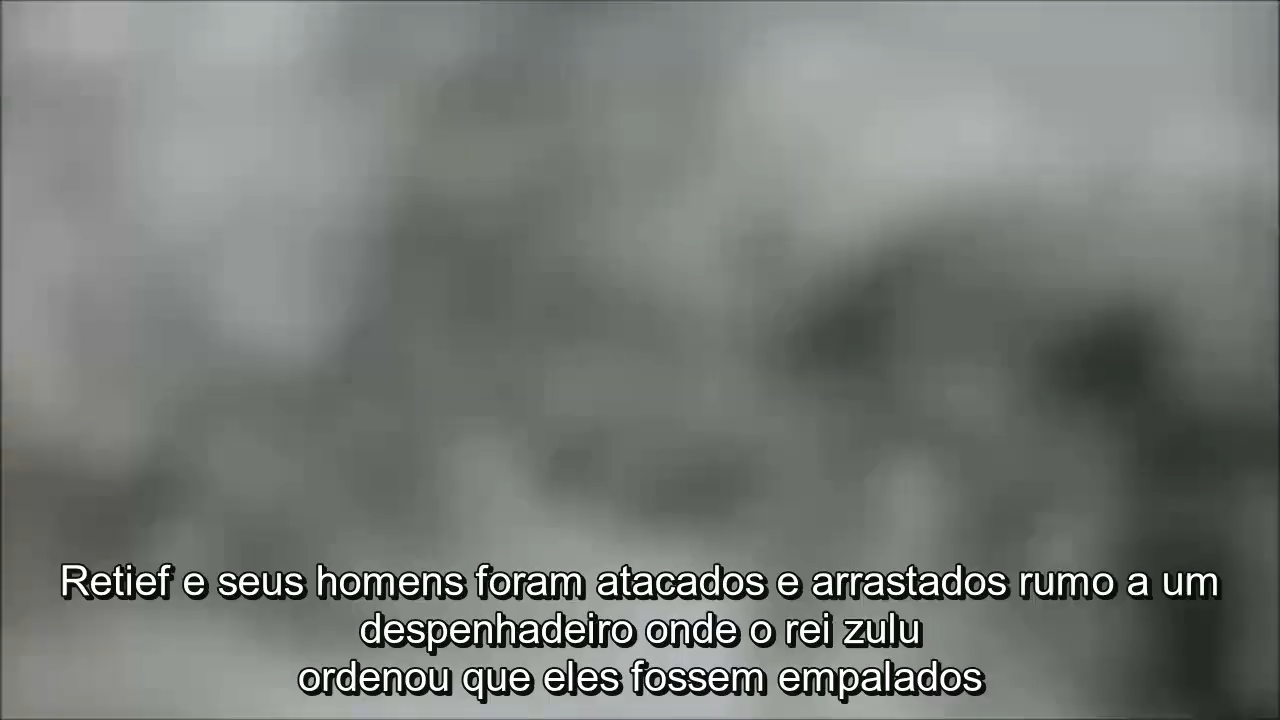 Retief e seus homens foram atacados e arrastados rumo a um
despenhadeiro onde o rei zulu
ordenou que eles fossem empalados